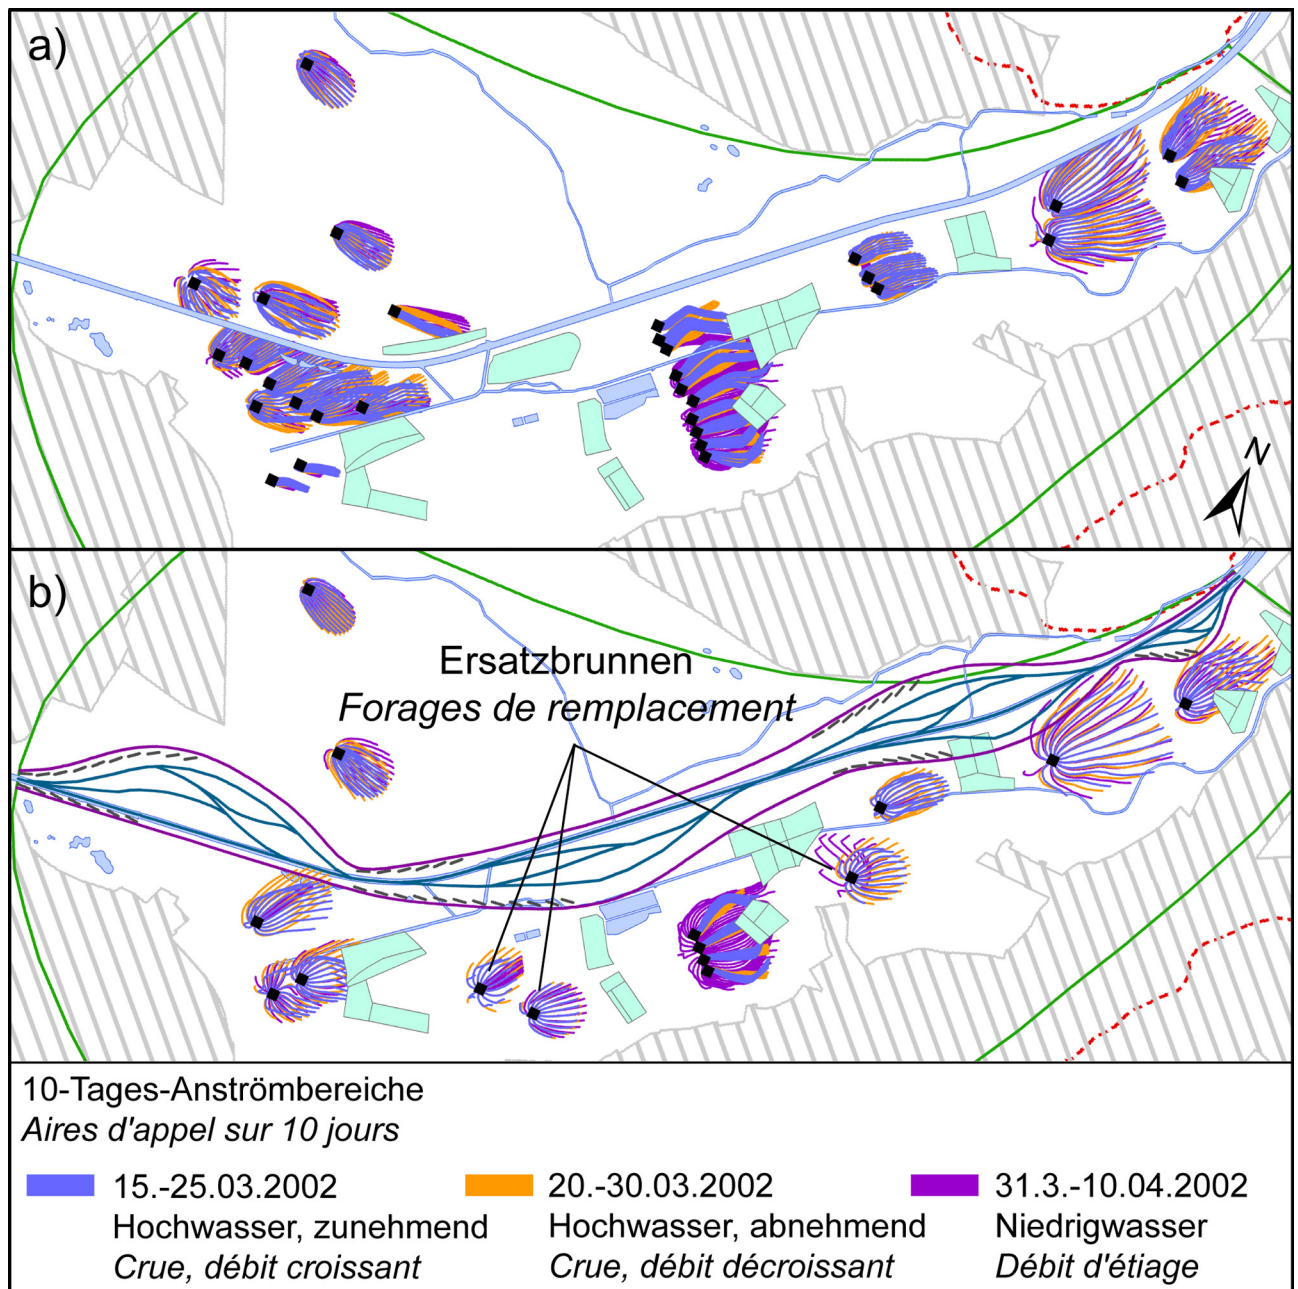 a)
N
b)
Ersatzbrunnen
Forages de remplacement
10-Tages-Anströmbereiche
Aires d'appel sur 10 jours
15.-25.03.2002
Hochwasser, zunehmend
Crue, débit croissant
20.-30.03.2002
Hochwasser, abnehmend
Crue, débit décroissant
31.3.-10.04.2002
Niedrigwasser
Débit d'étiage